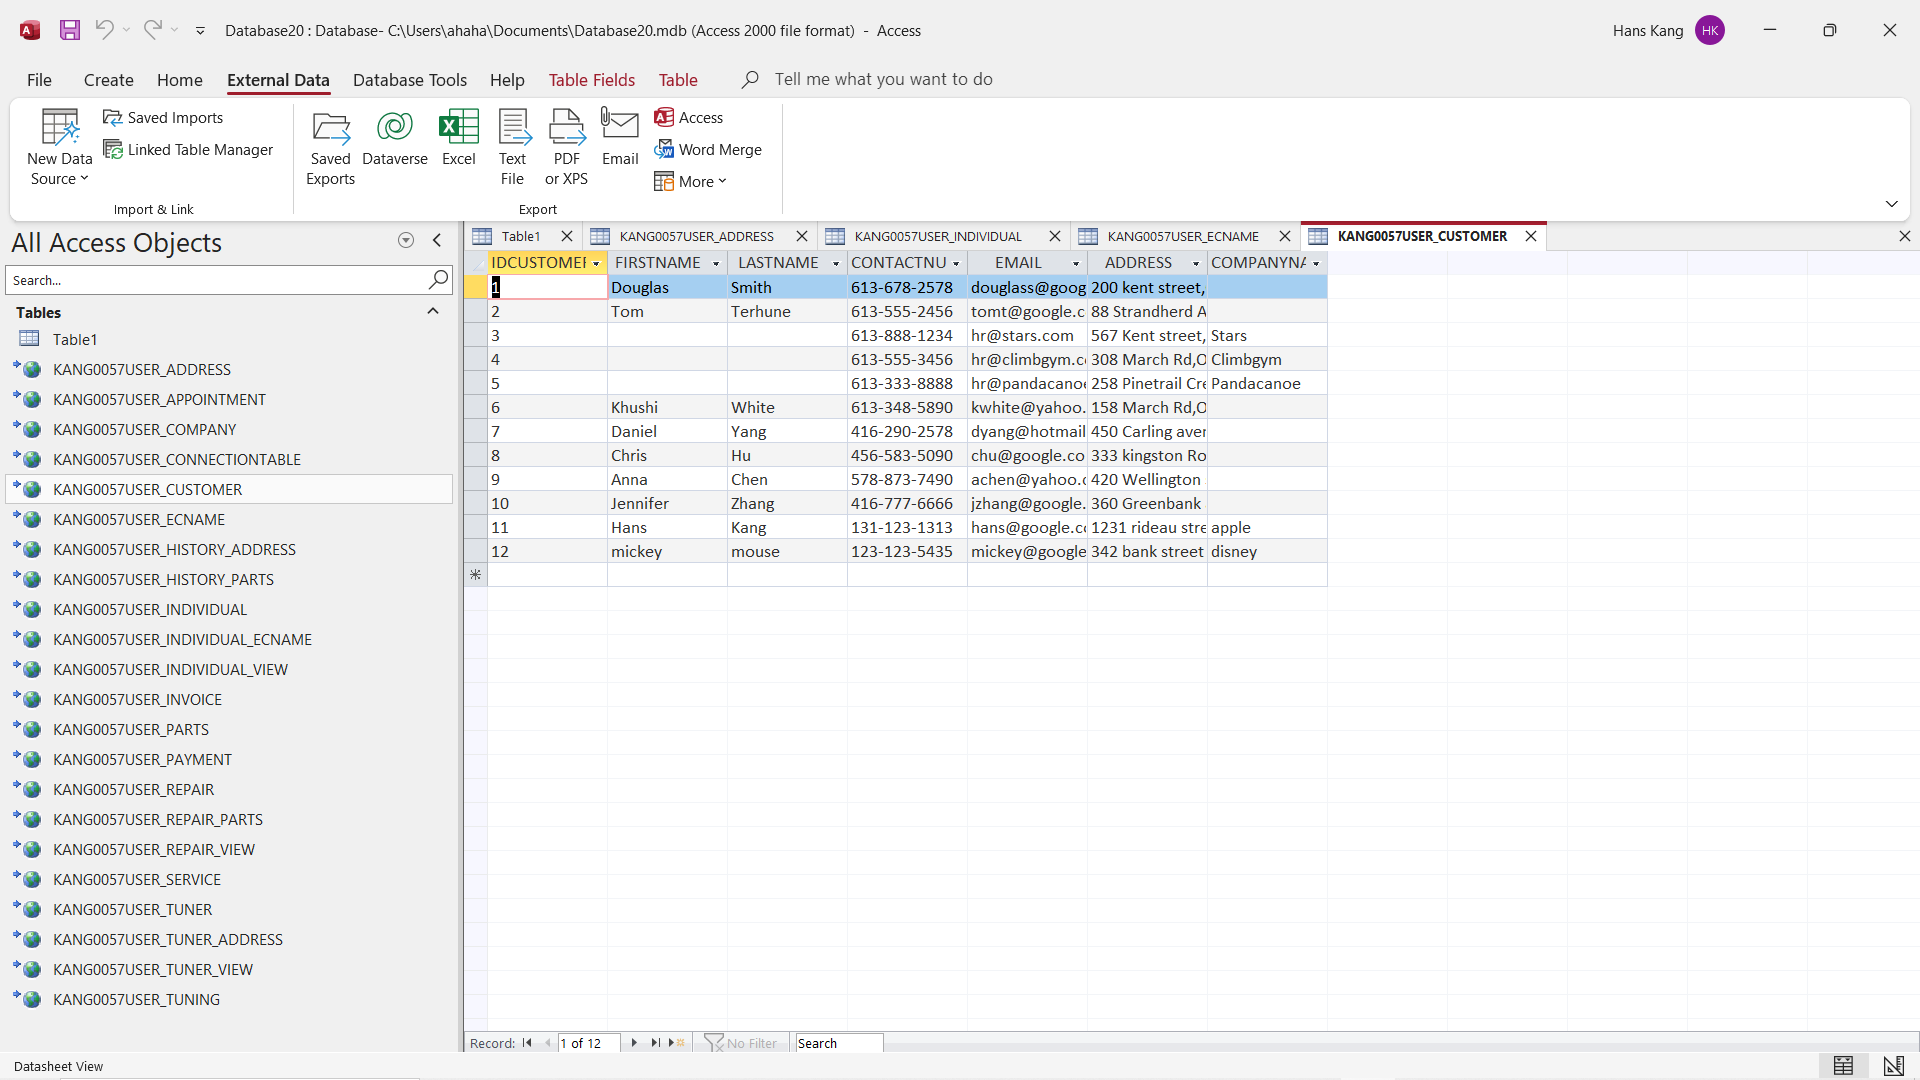 Database20 : Database- C:\Users\ahaha\Documents\Database20.mdb (Access 2000 file format)  -  Access
Hans Kang
HK
File
Create
Home
External Data
Database Tools
Help
Table Fields
Table
Tell me what you want to do
New Data Source
Saved Imports
Linked Table Manager
Import & Link
Saved Exports
Dataverse
Excel
Text File
PDF or XPS
Email
Access
Word Merge
More
Export
All Access Objects
Search...
Tables
Table1
KANG0057USER_ADDRESS
KANG0057USER_APPOINTMENT
KANG0057USER_COMPANY
KANG0057USER_CONNECTIONTABLE
KANG0057USER_CUSTOMER
KANG0057USER_ECNAME
KANG0057USER_HISTORY_ADDRESS
KANG0057USER_HISTORY_PARTS
KANG0057USER_INDIVIDUAL
KANG0057USER_INDIVIDUAL_ECNAME
KANG0057USER_INDIVIDUAL_VIEW
KANG0057USER_INVOICE
KANG0057USER_PARTS
KANG0057USER_PAYMENT
KANG0057USER_REPAIR
KANG0057USER_REPAIR_PARTS
KANG0057USER_REPAIR_VIEW
KANG0057USER_SERVICE
KANG0057USER_TUNER
KANG0057USER_TUNER_ADDRESS
KANG0057USER_TUNER_VIEW
KANG0057USER_TUNING
Table1 KANG0057USER_ADDRESS KANG0057USER_INDIVIDUAL KANG0057USER_ECNAME KANG0057USER_CUSTOMER
IDCUSTOMER FIRSTNAME LASTNAME CONTACTNU EMAIL ADDRESS COMPANYNA
1 Douglas Smith 613-678-2578 douglass@goog 200 kent street,
2 Tom Terhune 613-555-2456 tomt@google.c 88 Strandherd A
3 613-888-1234 hr@stars.com 567 Kent street, Stars
4 613-555-3456 hr@climbgym.co 308 March Rd,O Climbgym
5 613-333-8888 hr@pandacanoe 258 Pinetrail Cre Pandacanoe
6 Khushi White 613-348-5890 kwhite@yahoo. 158 March Rd,O
7 Daniel Yang 416-290-2578 dyang@hotmail 450 Carling aven
8 Chris Hu 456-583-5090 chu@google.co 333 kingston Ro
9 Anna Chen 578-873-7490 achen@yahoo.c 420 Wellington
10 Jennifer Zhang 416-777-6666 jzhang@google. 360 Greenbank
11 Hans Kang 131-123-1313 hans@google.co 1231 rideau stre apple
12 mickey mouse 123-123-5435 mickey@google 342 bank street disney
Record: 1 of 12 No Filter Search
Datasheet View